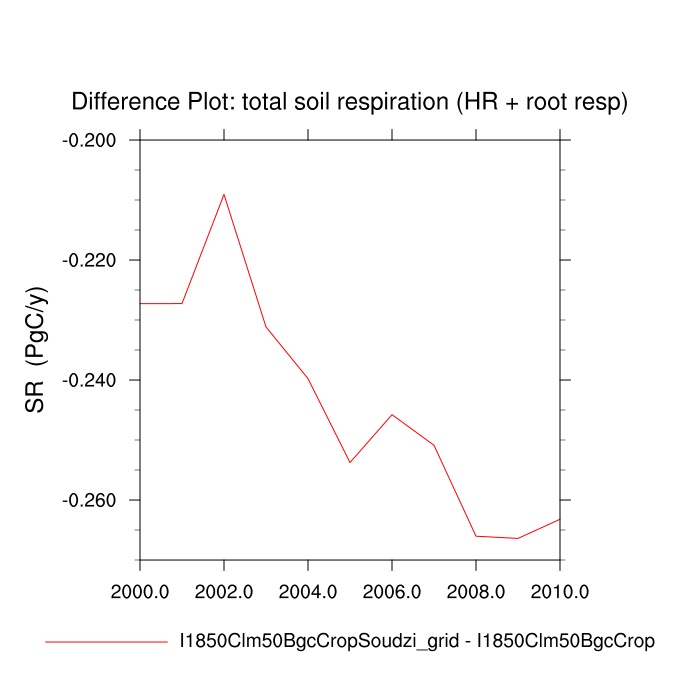 Difference Plot: total soil respiration (HR + root resp)
-0.200
-0.220
-0.240
-0.260
SR (PgC/y)
2000.0 2002.0 2004.0 2006.0 2008.0 2010.0
I1850Clm50BgcCropSoudzi_grid - I1850Clm50BgcCrop